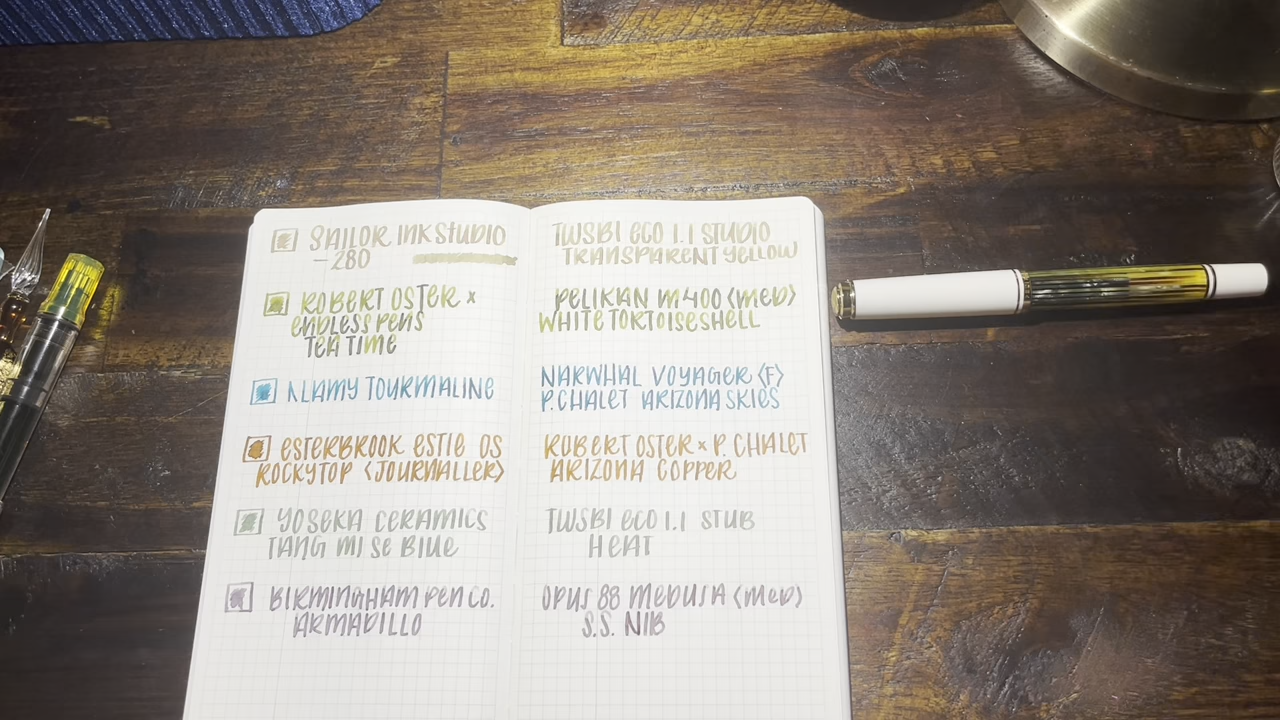 SAILOR INK STUDIO
-280
ROBERT OSTER x
ENDLESS PENS
TEA TIME
LAMY TOURMALINE
ESTERBROOK ESTIE OS
ROCKYTOP <JOURNALLER>
YOSEKA CERAMICS
TANG MI SE BLUE
BIRMINGHAM PEN CO.
ARMADILLO
TWSBI ECO 1.1 STUDIO
TRANSPARENT YELLOW
PELIKAN M400 <MED>
WHITE TORTOISESHELL
NARWHAL VOYAGER <F>
P. CHALET ARIZONA SKIES
ROBERT OSTER x P. CHALET
ARIZONA COPPER
TWSBI ECO 1.1 STUB
HEAT
OPUS 88 MEDUSA <MED>
S.S. NIB